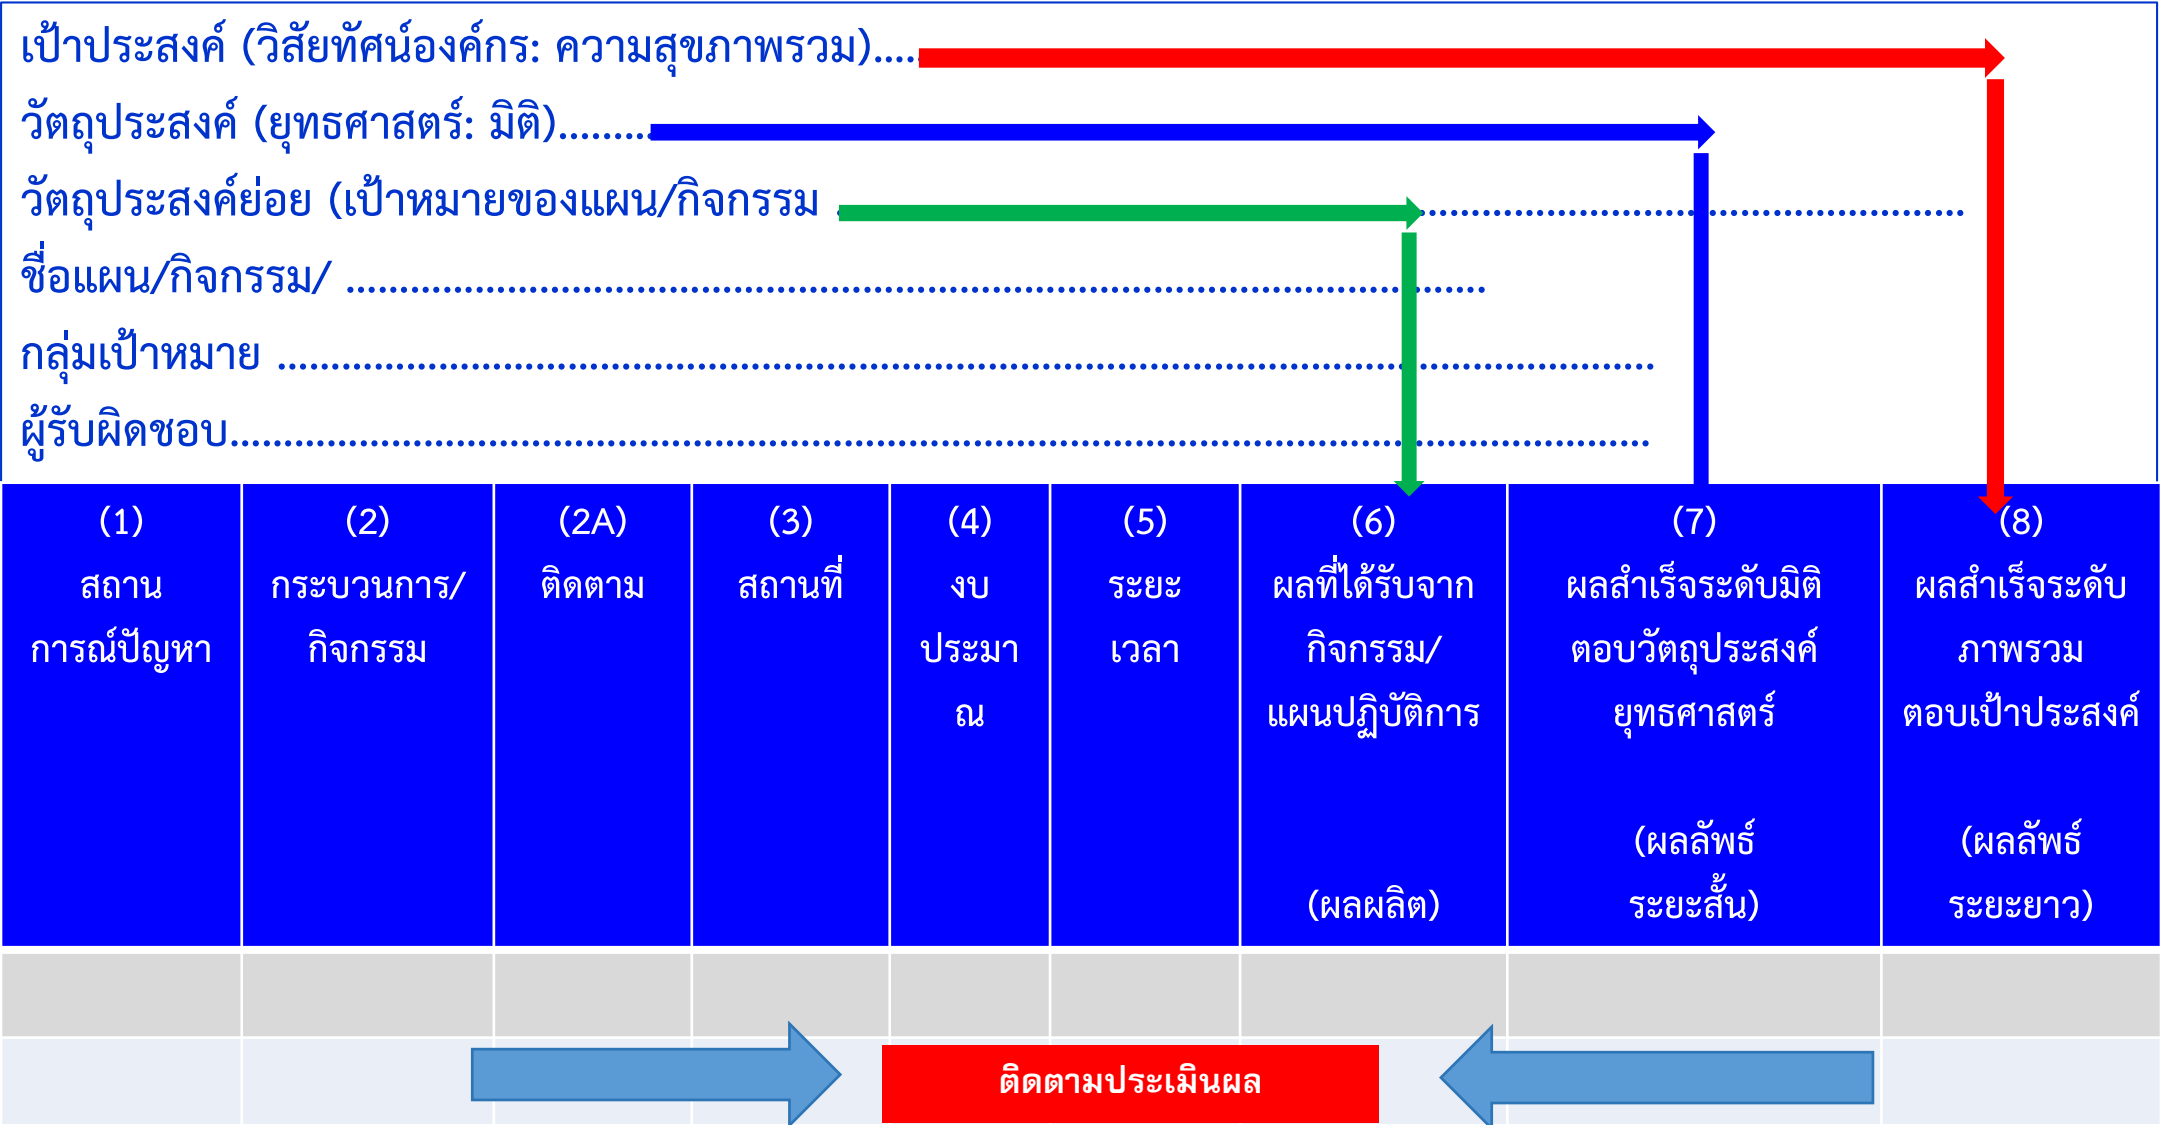 เป้าประสงค์ (วิสัยทัศน์องค์กร: ความสุขภาพรวม).....
วัตถุประสงค์ (ยุทธศาสตร์: มิติ).........
วัตถุประสงค์ย่อย (เป้าหมายของแผน/กิจกรรม ..................................................
ชื่อแผน/กิจกรรม/ ..........................................................................................................
กลุ่มเป้าหมาย ................................................................................................................................
ผู้รับผิดชอบ....................................................................................................................................
(1)
สถาน
การณ์ปัญหา
(2)
กระบวนการ/
กิจกรรม
(2A)
ติดตาม
(3)
สถานที่
(4)
งบ
ประมา
ณ
(5)
ระยะ
เวลา
(6)
ผลที่ได้รับจาก
กิจกรรม/
แผนปฏิบัติการ
(ผลผลิต)
(7)
ผลสำเร็จระดับมิติ
ตอบวัตถุประสงค์
ยุทธศาสตร์
(ผลลัพธ์
ระยะสั้น)
(8)
ผลสำเร็จระดับ
ภาพรวม
ตอบเป้าประสงค์
(ผลลัพธ์
ระยะยาว)
ติดตามประเมินผล